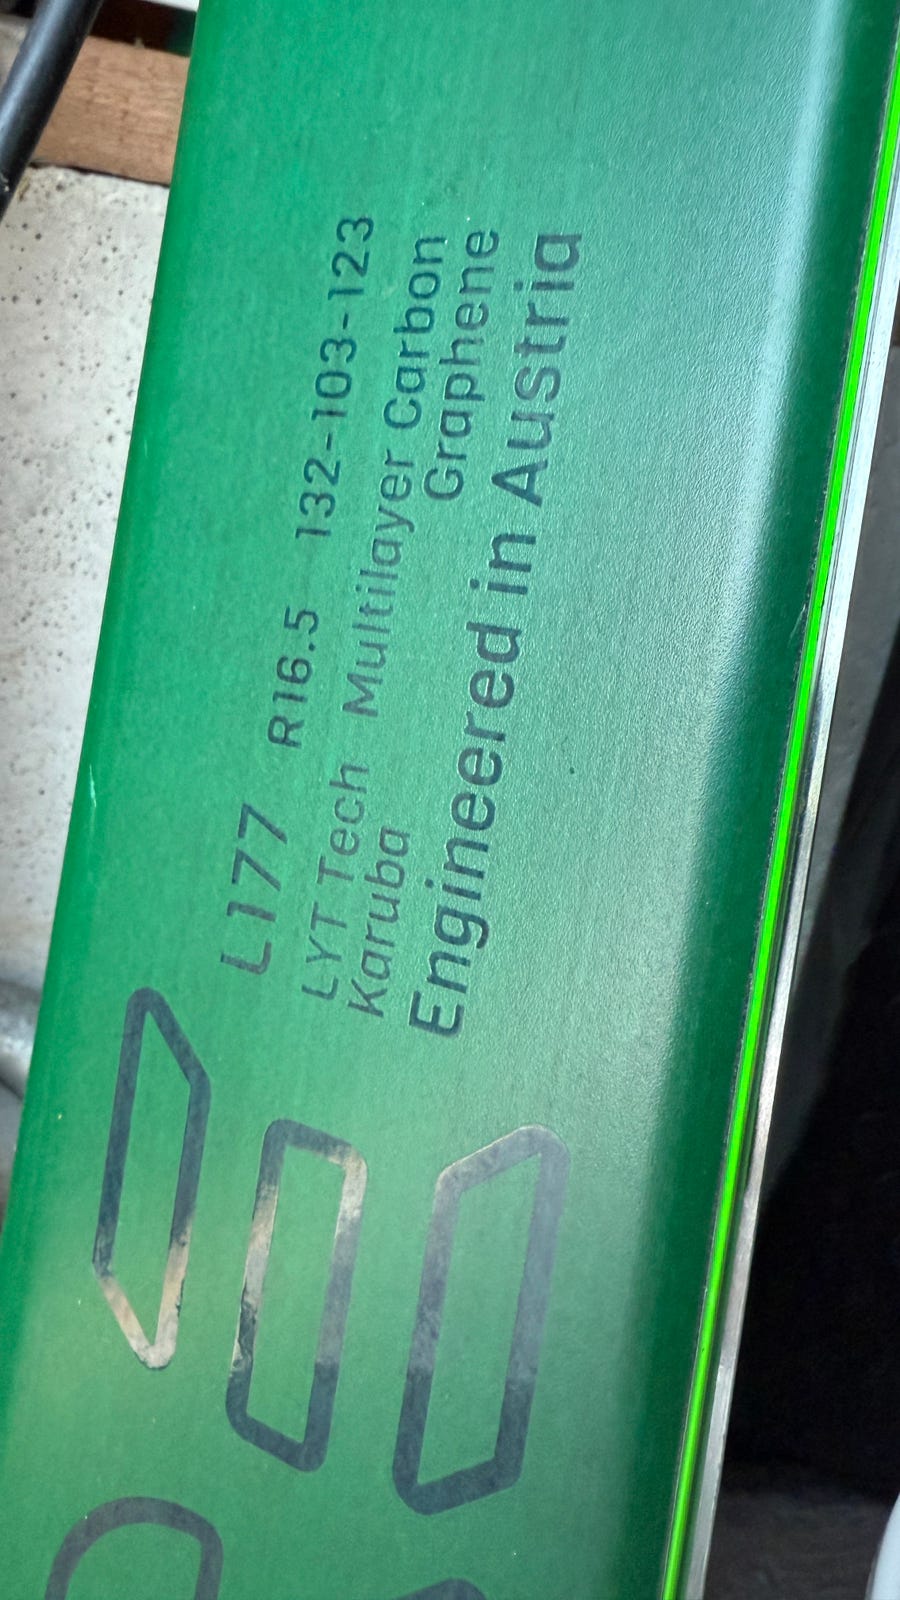 L177 R16.5 132-103-123
LYT Tech Multilayer Carbon
Karuba Graphene
Engineered in Austria